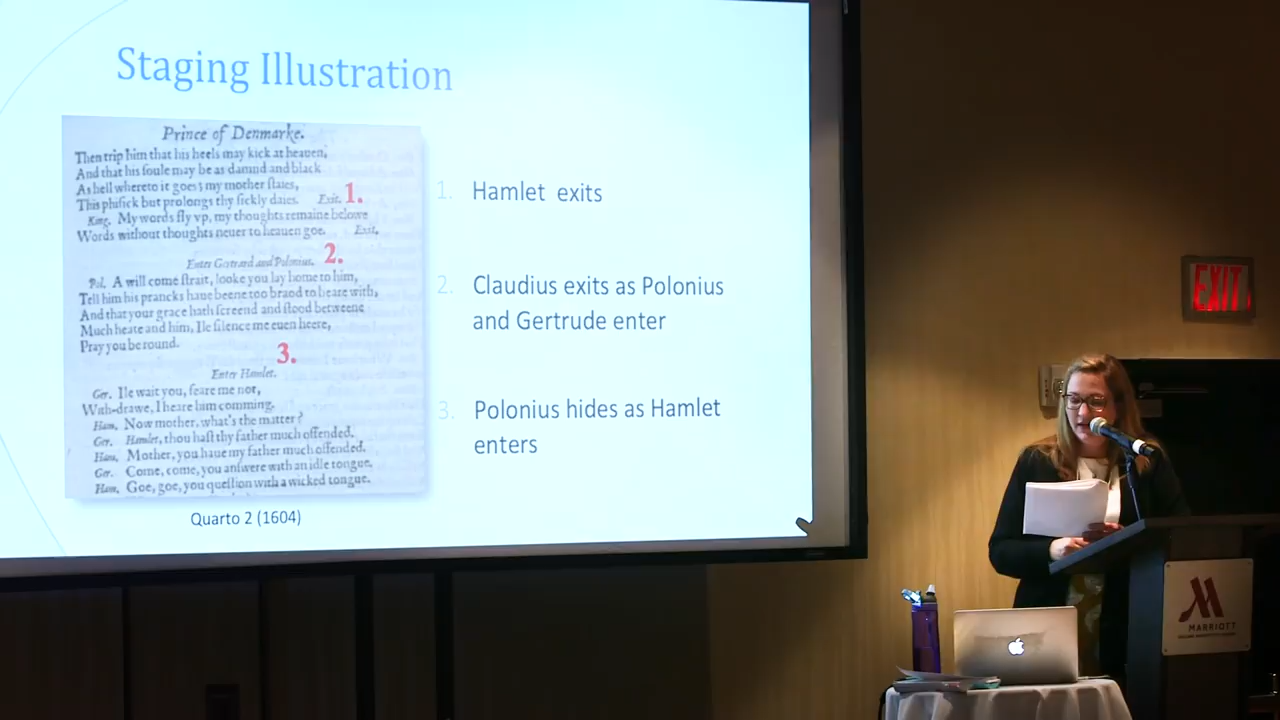 Staging Illustration
Prince of Denmarke.
Then trip him that his heels may kick at heauen,
And that his soule may be as damnd and black
As hell whereto it goes; my mother staies,
This phisick but prolongs thy sickly daies. Exit. 1.
King. My words fly vp, my thoughts remaine belowe
Words without thoughts neuer to heauen goe. Exit.
2.
Enter Gertrard and Polonius.
Pol. A will come strait, looke you lay home to him,
Tell him his prancks haue beene too braod to beare with,
And that your grace hath screend and stood betweene
Much heate and him, Ile silence me euen heere,
Pray you be round.
3.
Enter Hamlet.
Ger. Ile wait you, feare me not,
With-drawe, I heare him comming.
Ham. Now mother, what's the matter?
Ger. Hamlet, thou hast thy father much offended.
Ham. Mother, you haue my father much offended.
Ger. Come, come, you answere with an idle tongue.
Ham. Goe, goe, you question with a wicked tongue.
Quarto 2 (1604)
1. Hamlet exits
2. Claudius exits as Polonius
and Gertrude enter
3. Polonius hides as Hamlet
enters
EXIT
MARRIOTT